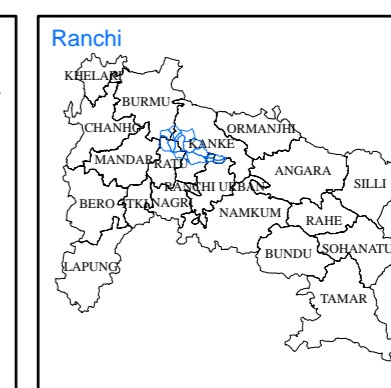 Ranchi
KHELARI
BURMU
CHANHO
ORMANJHI
KANKE
MANDAR
RATU
ANGARA
SILLI
RANCHI URBAN
BERO
ITKI
NAGRI
NAMKUM
RAHE
BUNDU
SOHANATU
LAPUNG
TAMAR